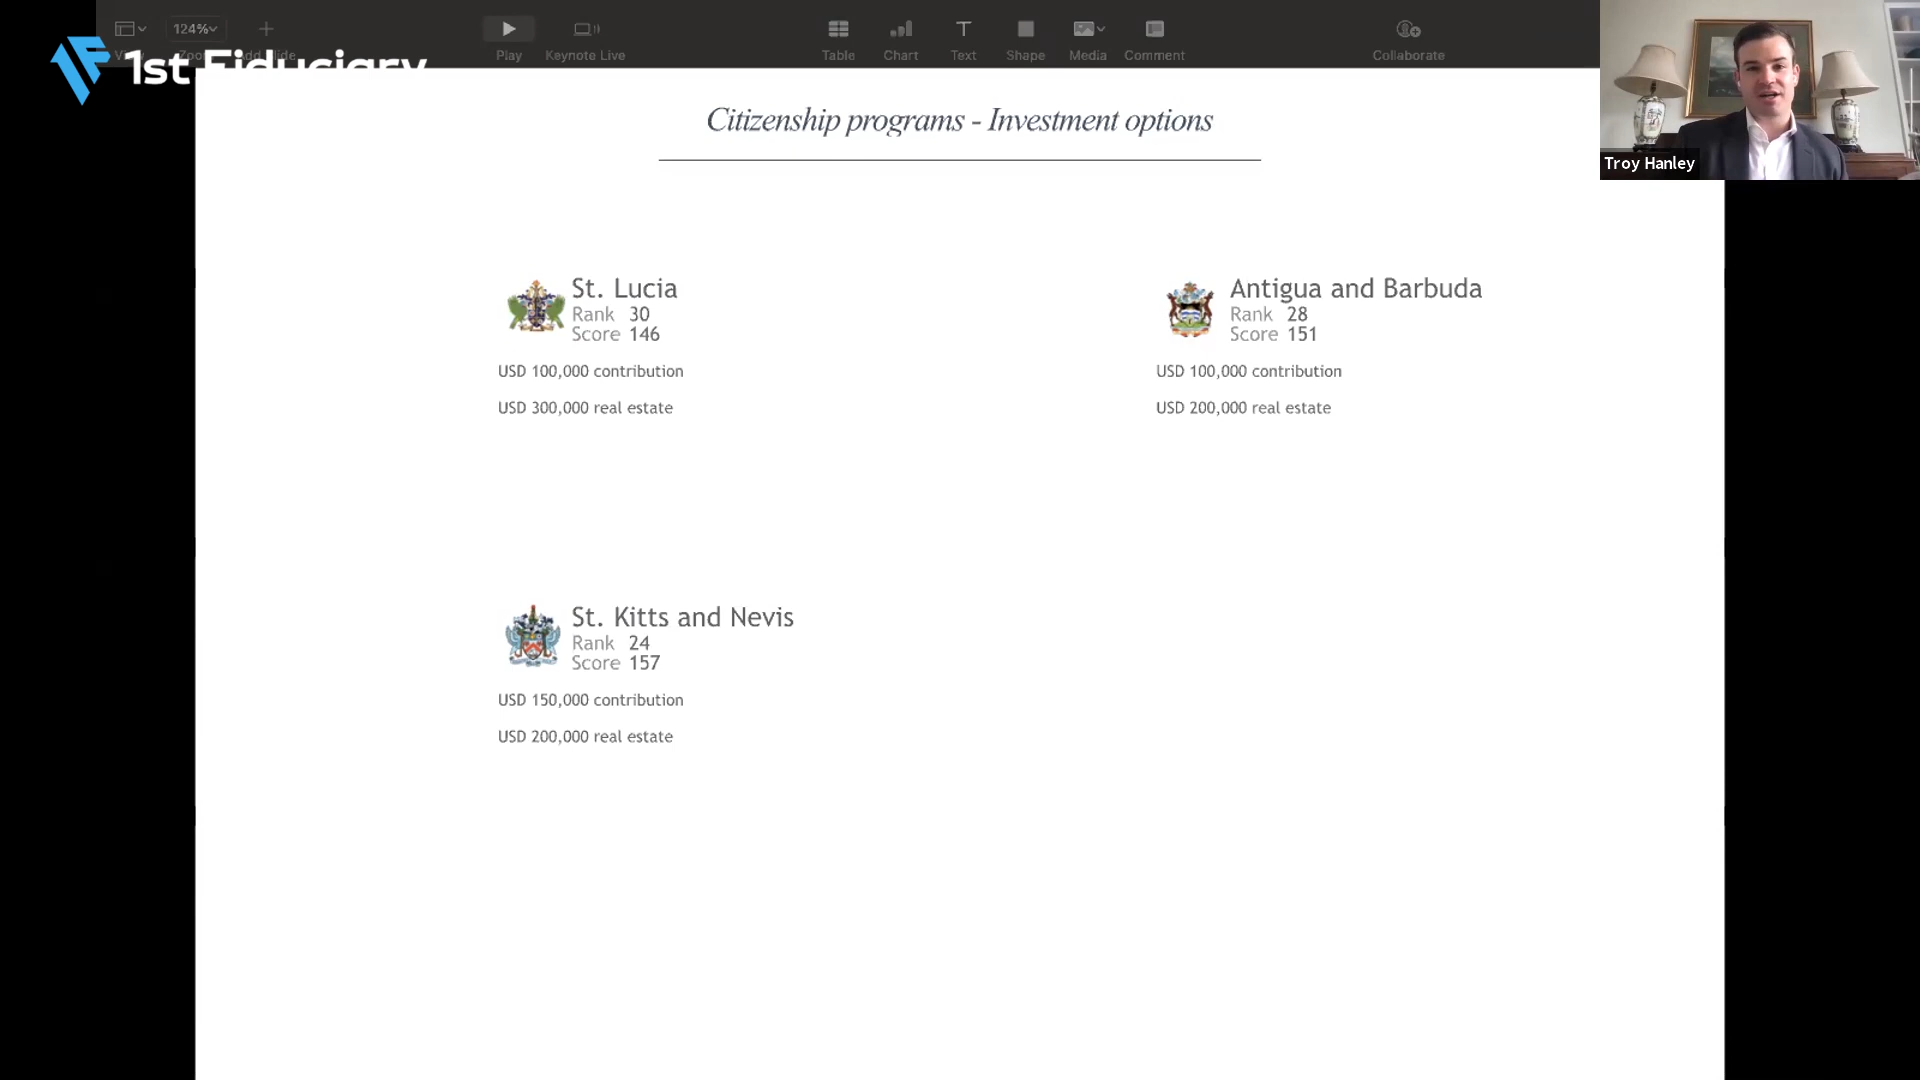 124%
Play
Keynote Live
Table
Chart
Text
Shape
Media
Comment
Collaborate
1st Fiduciary
Troy Hanley
Citizenship programs - Investment options
St. Lucia
Rank 30
Score 146
USD 100,000 contribution
USD 300,000 real estate
Antigua and Barbuda
Rank 28
Score 151
USD 100,000 contribution
USD 200,000 real estate
St. Kitts and Nevis
Rank 24
Score 157
USD 150,000 contribution
USD 200,000 real estate